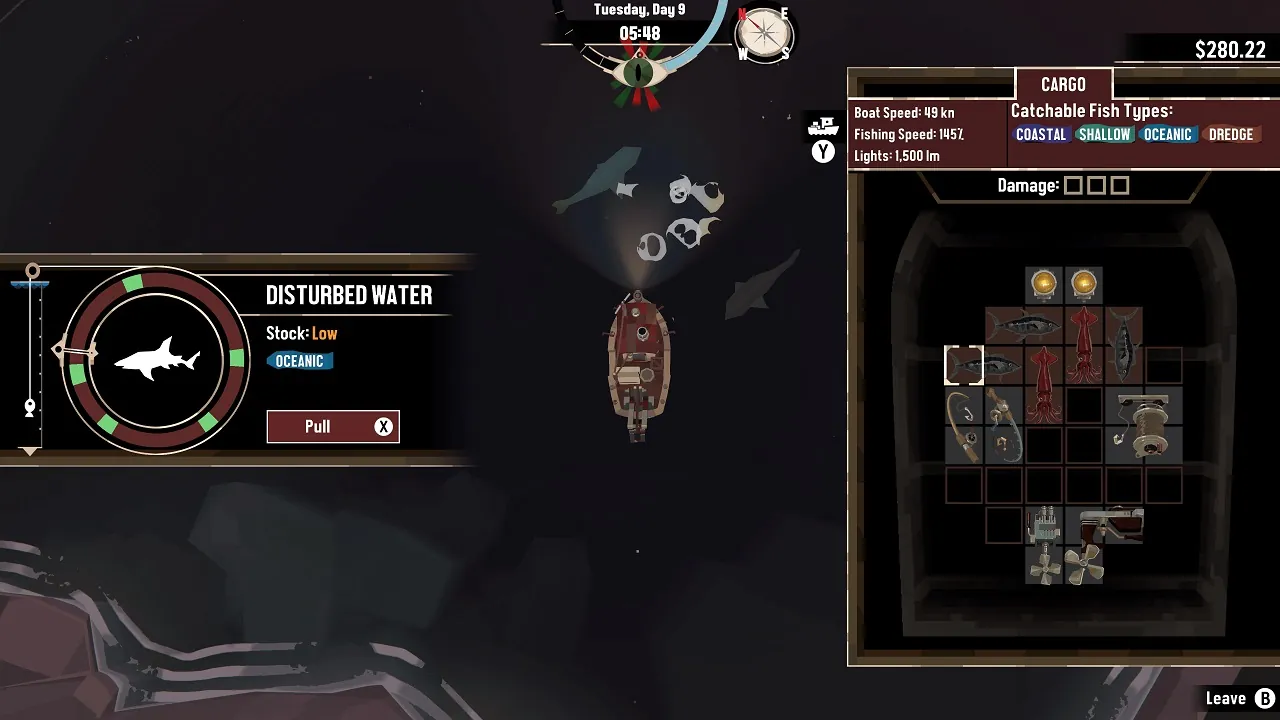 Tuesday, Day 9
05:48
N
E
W
S
$280.22
CARGO
Boat Speed: 49 kn
Fishing Speed: 145%
Lights: 1,500 lm
Catchable Fish Types:
COASTAL SHALLOW OCEANIC DREDGE
Y
Damage:
DISTURBED WATER
Stock: Low
OCEANIC
Pull X
Leave B